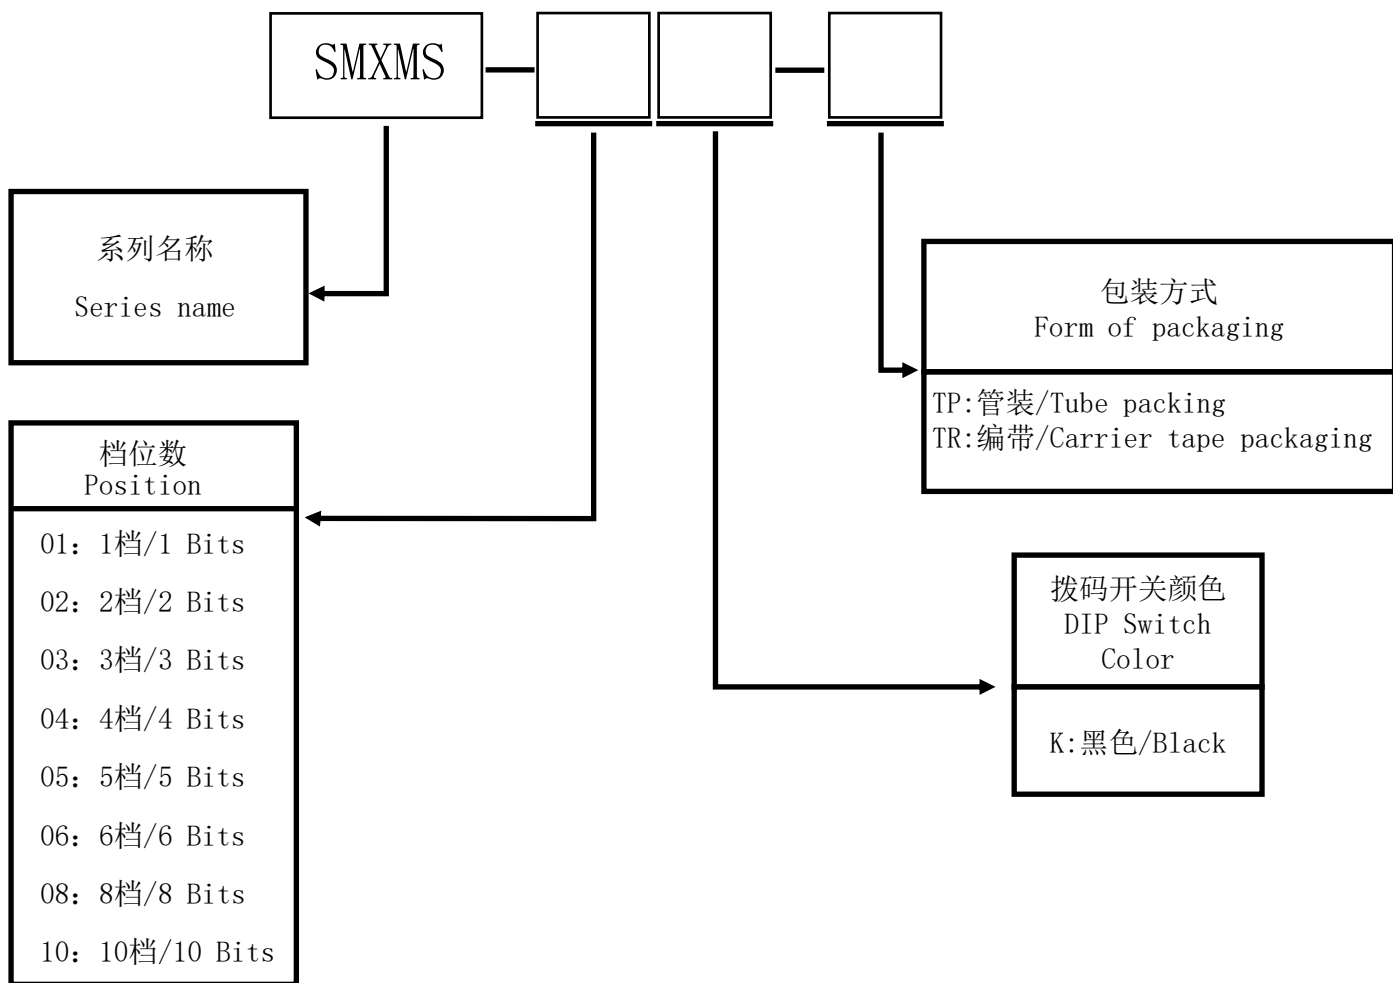 SMXMS
系列名称
Series name
包装方式
Form of packaging
TP:管装/Tube packing
TR:编带/Carrier tape packaging
档位数
Position
01：1档/1 Bits
02：2档/2 Bits
03：3档/3 Bits
04：4档/4 Bits
05：5档/5 Bits
06：6档/6 Bits
08：8档/8 Bits
10：10档/10 Bits
拨码开关颜色
DIP Switch
Color
K:黑色/Black